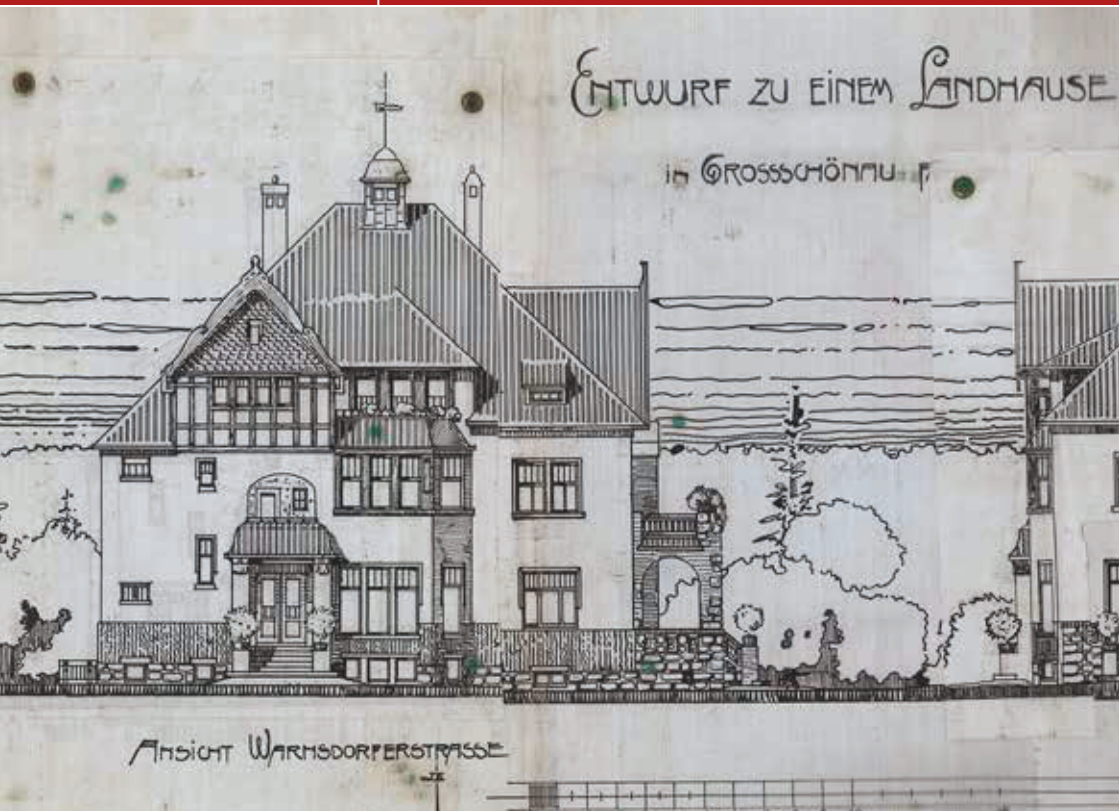 ENTWURF ZU EINEM LANDHAUSE
in GROSSSCHÖNAU
ANSICHT WARNSDORFERSTRASSE